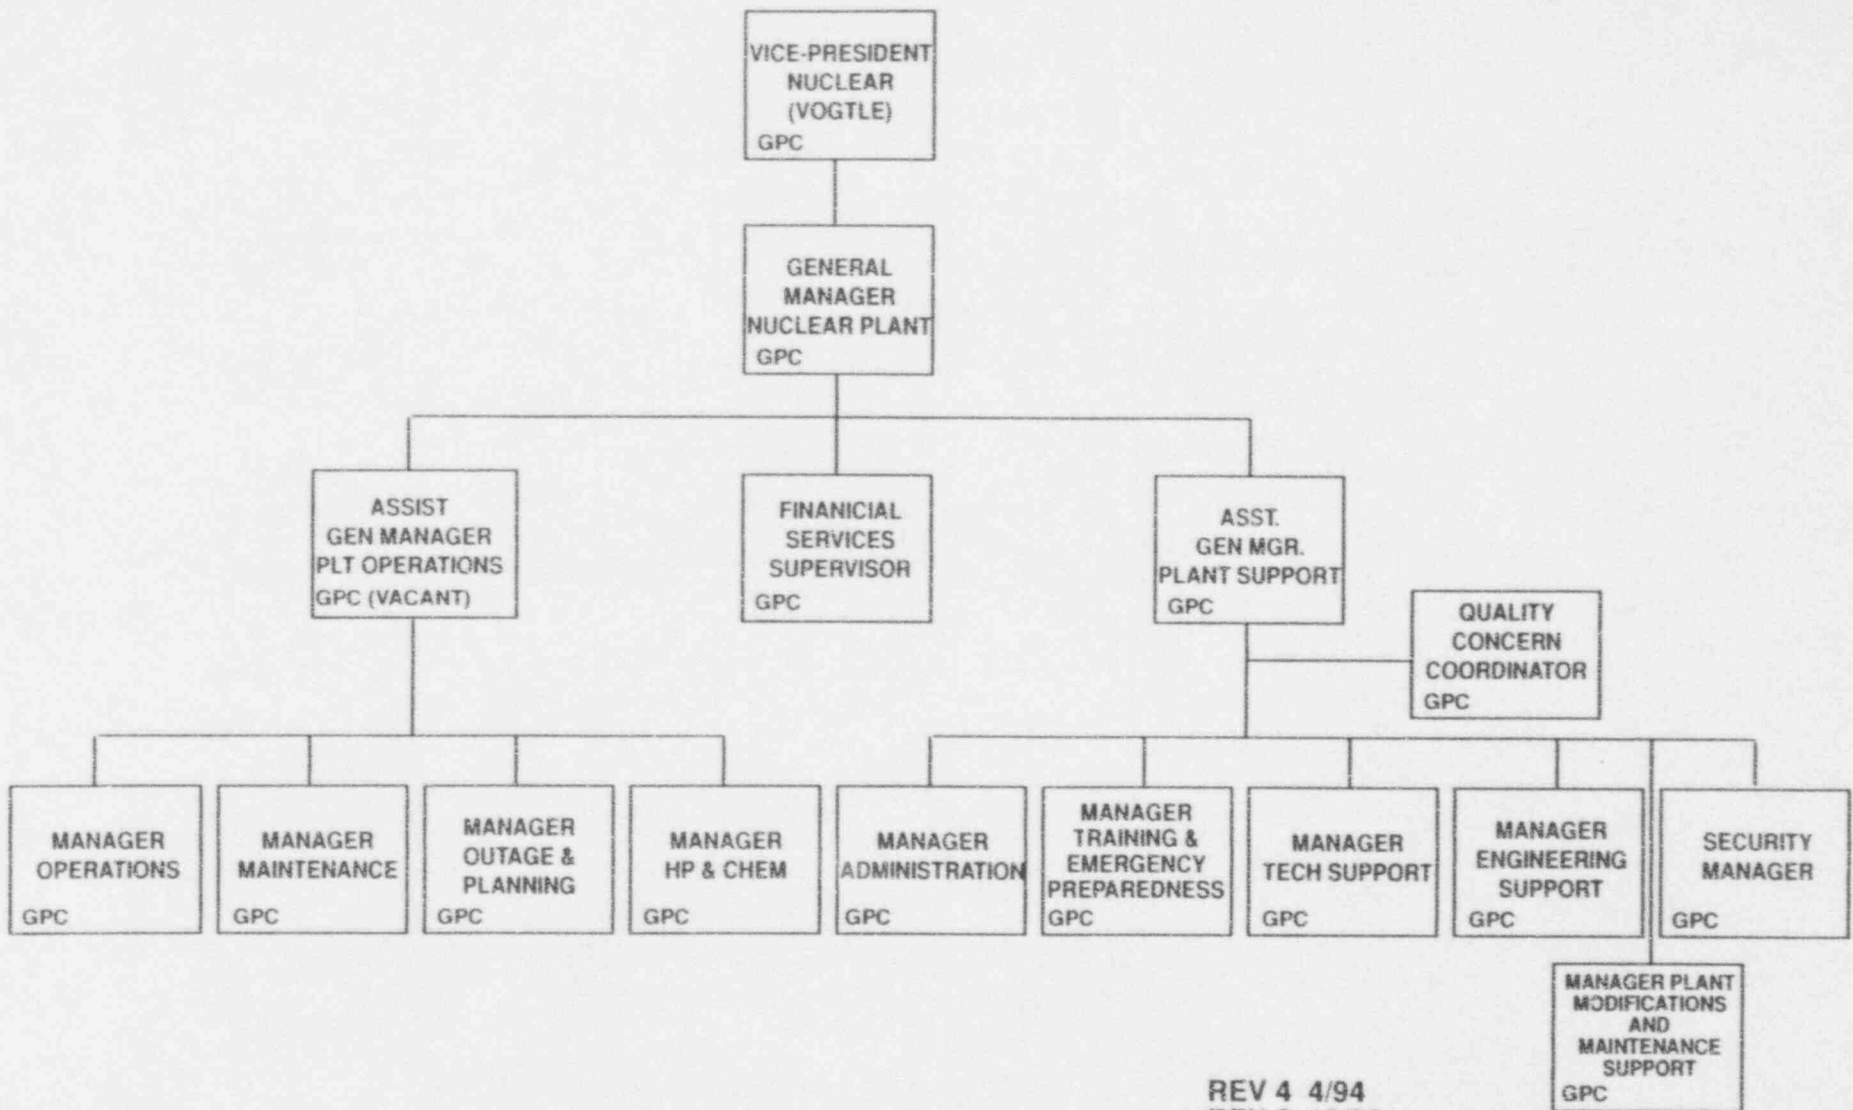 VICE-PRESIDENT
NUCLEAR
(VOGTLE)
GPC
GENERAL
MANAGER
NUCLEAR PLANT
GPC
ASSIST
GEN MANAGER
PLT OPERATIONS
GPC (VACANT)
FINANICIAL
SERVICES
SUPERVISOR
GPC
ASST.
GEN MGR.
PLANT SUPPORT
GPC
QUALITY
CONCERN
COORDINATOR
GPC
MANAGER
OPERATIONS
GPC
MANAGER
MAINTENANCE
GPC
MANAGER
OUTAGE &
PLANNING
GPC
MANAGER
HP & CHEM
GPC
MANAGER
ADMINISTRATION
GPC
MANAGER
TRAINING &
EMERGENCY
PREPAREDNESS
GPC
MANAGER
TECH SUPPORT
GPC
MANAGER
ENGINEERING
SUPPORT
GPC
SECURITY
MANAGER
GPC
MANAGER PLANT
MODIFICATIONS
AND
MAINTENANCE
SUPPORT
GPC
REV 4 4/94